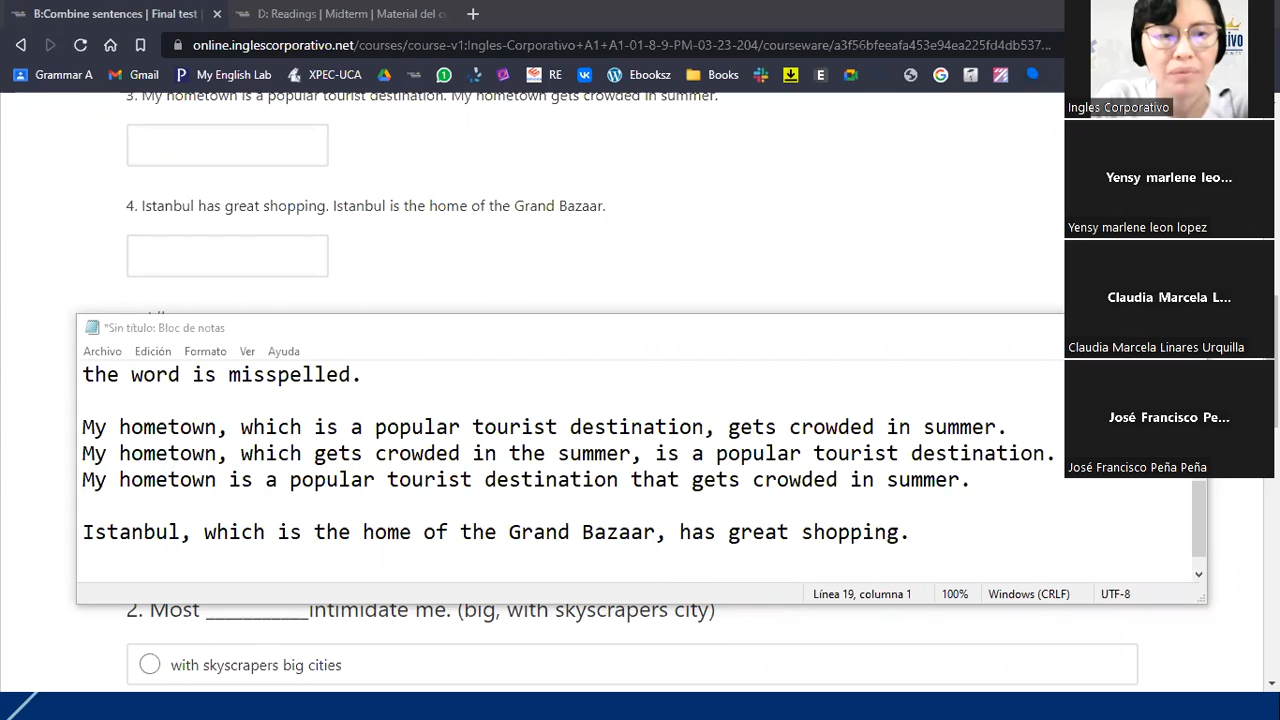 B:Combine sentences | Final test
D: Readings | Midterm | Material del c
online.inglescorporativo.net/courses/course-v1:Ingles-Corporativo+A1+A1-01-8-9-PM-03-23-204/courseware/a3f56bfeefa453e94ea225fd4db537...
Grammar A
Gmail
My English Lab
XPEC-UCA
RE
Ebooksz
Books
3. My hometown is a popular tourist destination. My hometown gets crowded in summer.
4. Istanbul has great shopping. Istanbul is the home of the Grand Bazaar.
*Sin título: Bloc de notas
Archivo Edición Formato Ver Ayuda
the word is misspelled.
My hometown, which is a popular tourist destination, gets crowded in summer.
My hometown, which gets crowded in the summer, is a popular tourist destination.
My hometown is a popular tourist destination that gets crowded in summer.
Istanbul, which is the home of the Grand Bazaar, has great shopping.
Línea 19, columna 1 100% Windows (CRLF) UTF-8
2. Most ___________intimidate me. (big, with skyscrapers city)
with skyscrapers big cities
Ingles Corporativo
Yensy marlene leo...
Yensy marlene leon lopez
Claudia Marcela L...
Claudia Marcela Linares Urquilla
José Francisco Pe...
José Francisco Peña Peña